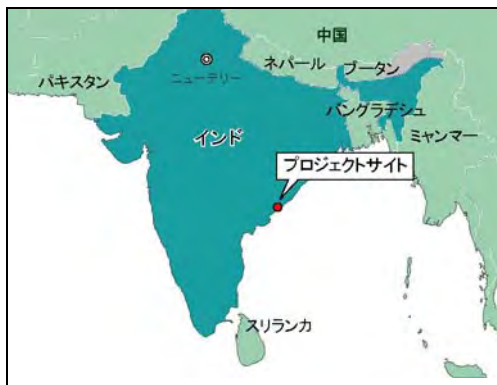 中国
ネパール
ブータン
ニューデリー
パキスタン
バングラデシュ
インド
ミャンマー
プロジェクトサイト
スリランカ